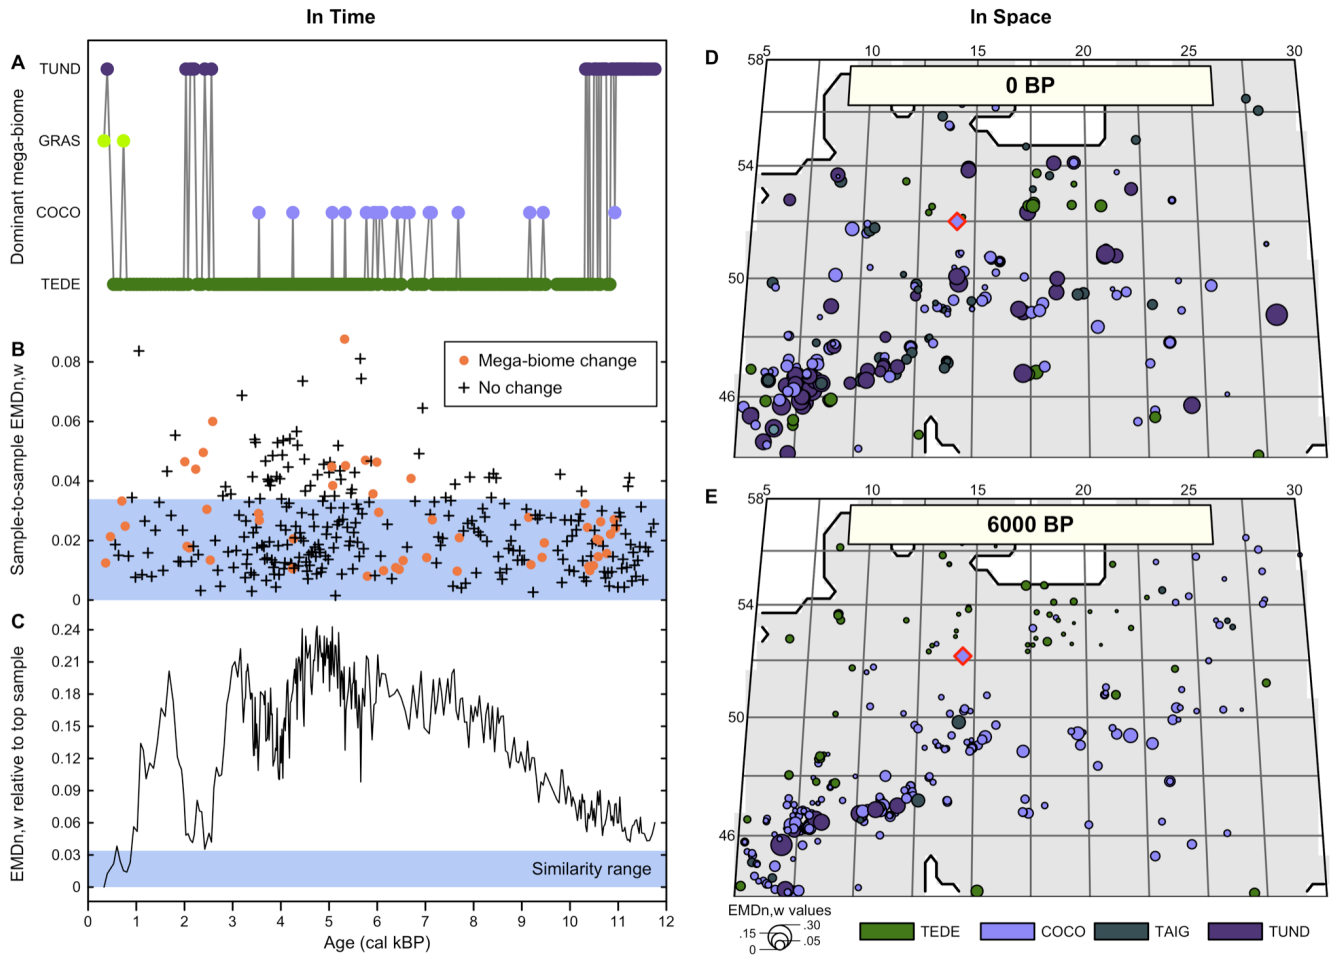 In Time
In Space
A
Dominant mega-biome
TUND
GRAS
COCO
TEDE
B
Sample-to-sample EMDn,w
0.08
0.06
0.04
0.02
0
Mega-biome change
No change
C
EMDn,w relative to top sample
0.24
0.21
0.18
0.15
0.12
0.09
0.06
0.03
0
Similarity range
0 1 2 3 4 5 6 7 8 9 10 11 12
Age (cal kBP)
D
5 10 15 20 25 30
58
54
50
46
0 BP
E
5 10 15 20 25 30
58
54
50
46
6000 BP
EMDn,w values
.30
.15
.05
0
TEDE COCO TAIG TUND